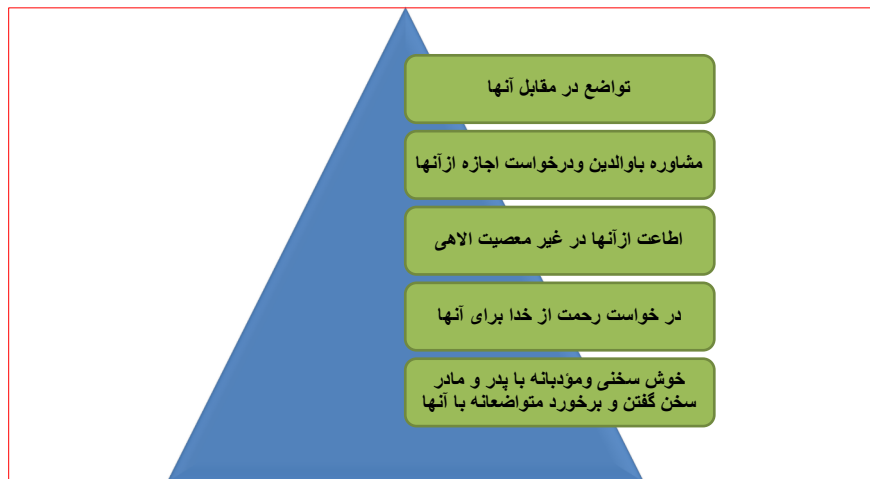 تواضع در مقابل آنها
مشاوره باوالدین ودرخواست اجازه ازآنها
اطاعت ازآنها در غیر معصیت الاهی
در خواست رحمت از خدا برای آنها
خوش سخنی ومؤدبانه با پدر و مادر
سخن گفتن و برخورد متواضعانه با آنها